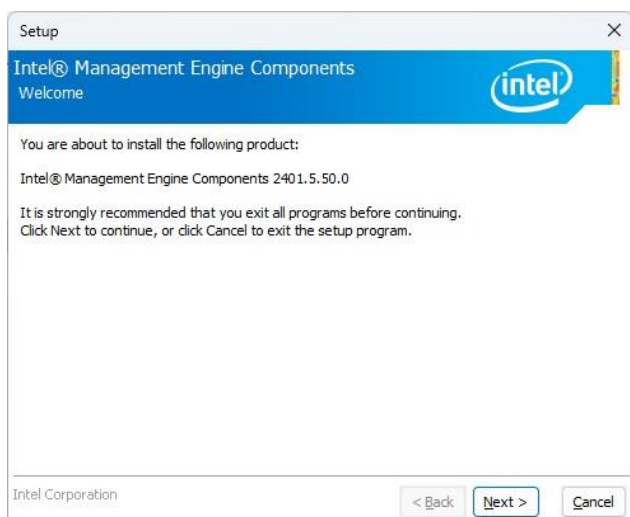 Setup
Intel® Management Engine Components
Welcome
intel
You are about to install the following product:
Intel® Management Engine Components 2401.5.50.0
It is strongly recommended that you exit all programs before continuing.
Click Next to continue, or click Cancel to exit the setup program.
Intel Corporation
< Back Next > Cancel